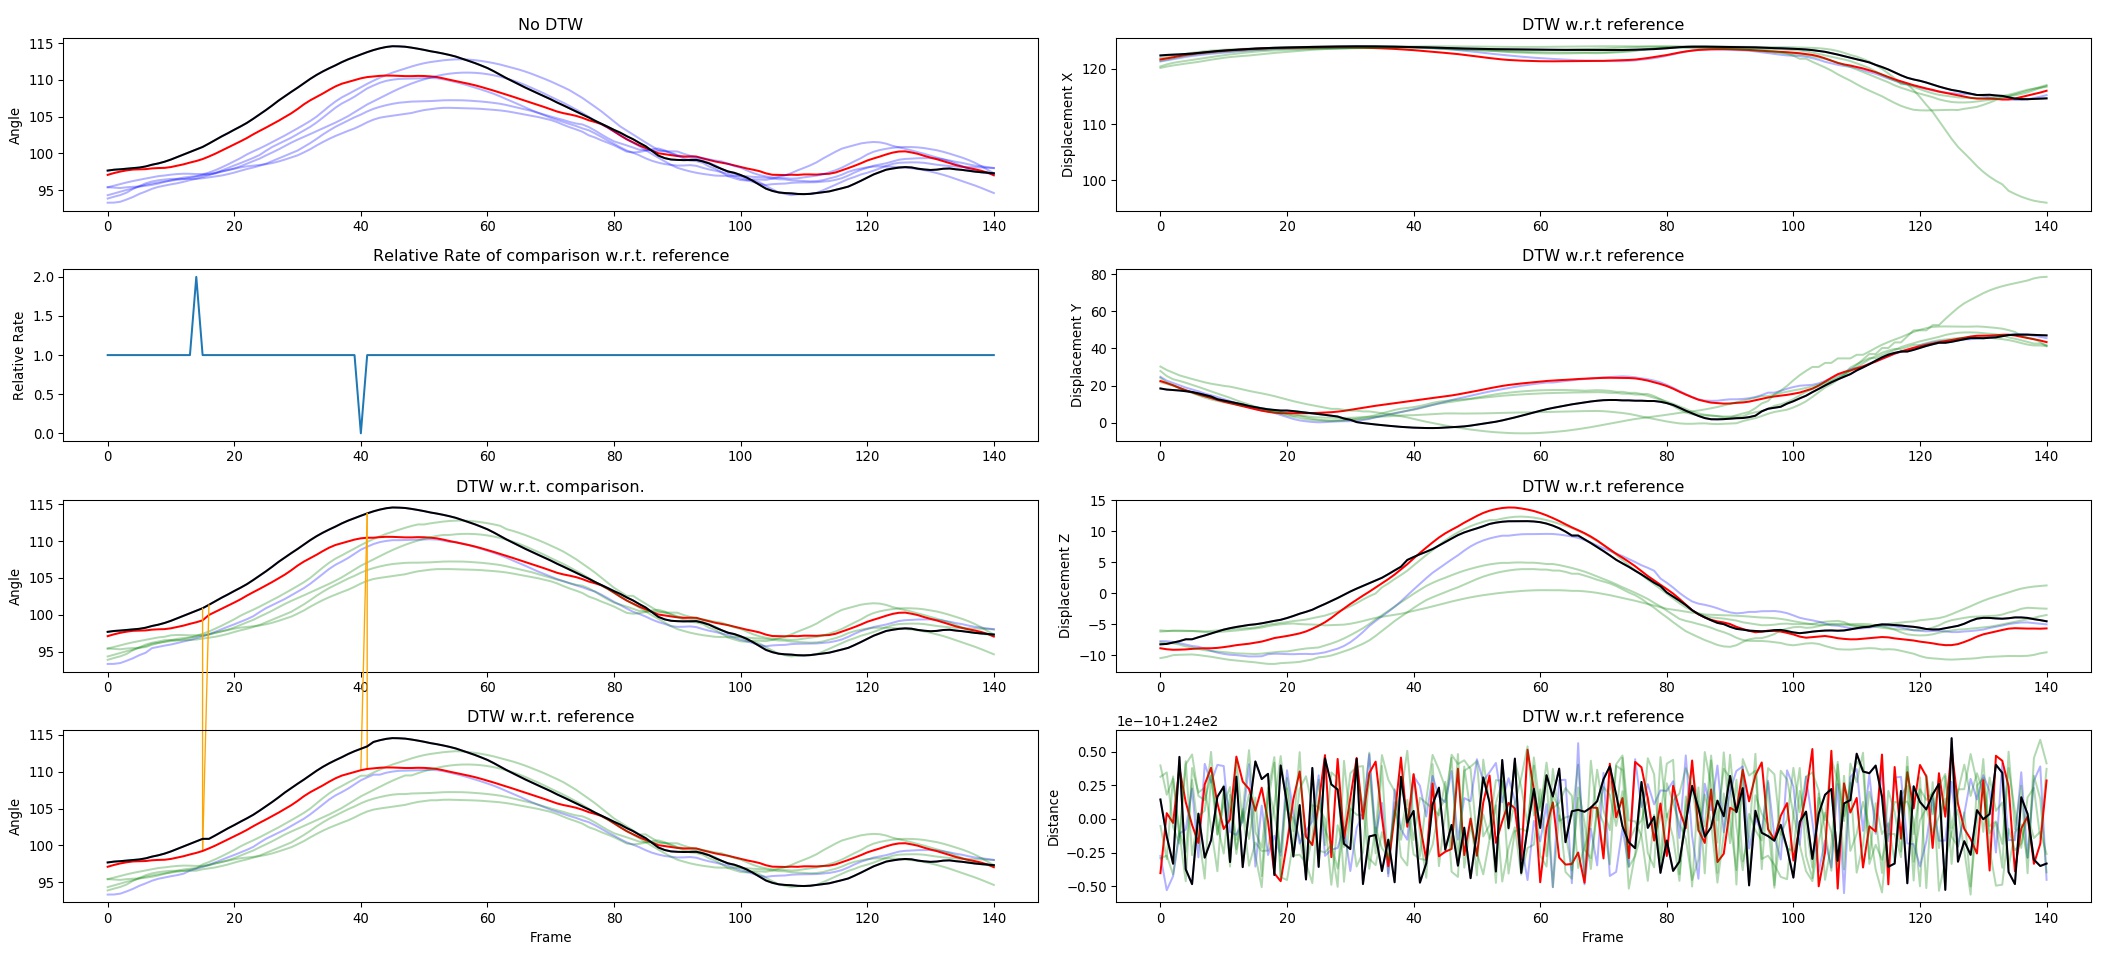 No DTW
Angle
115
110
105
100
95
0 20 40 60 80 100 120 140
Relative Rate of comparison w.r.t. reference
Relative Rate
2.0
1.5
1.0
0.5
0.0
0 20 40 60 80 100 120 140
DTW w.r.t. comparison.
Angle
115
110
105
100
95
0 20 40 60 80 100 120 140
DTW w.r.t. reference
Angle
115
110
105
100
95
0 20 40 60 80 100 120 140
Frame
DTW w.r.t reference
Displacement X
120
110
100
0 20 40 60 80 100 120 140
DTW w.r.t reference
Displacement Y
80
60
40
20
0
0 20 40 60 80 100 120 140
DTW w.r.t reference
Displacement Z
15
10
5
0
−5
−10
0 20 40 60 80 100 120 140
DTW w.r.t reference
1e−10+1.24e2
Distance
0.50
0.25
0.00
−0.25
−0.50
0 20 40 60 80 100 120 140
Frame